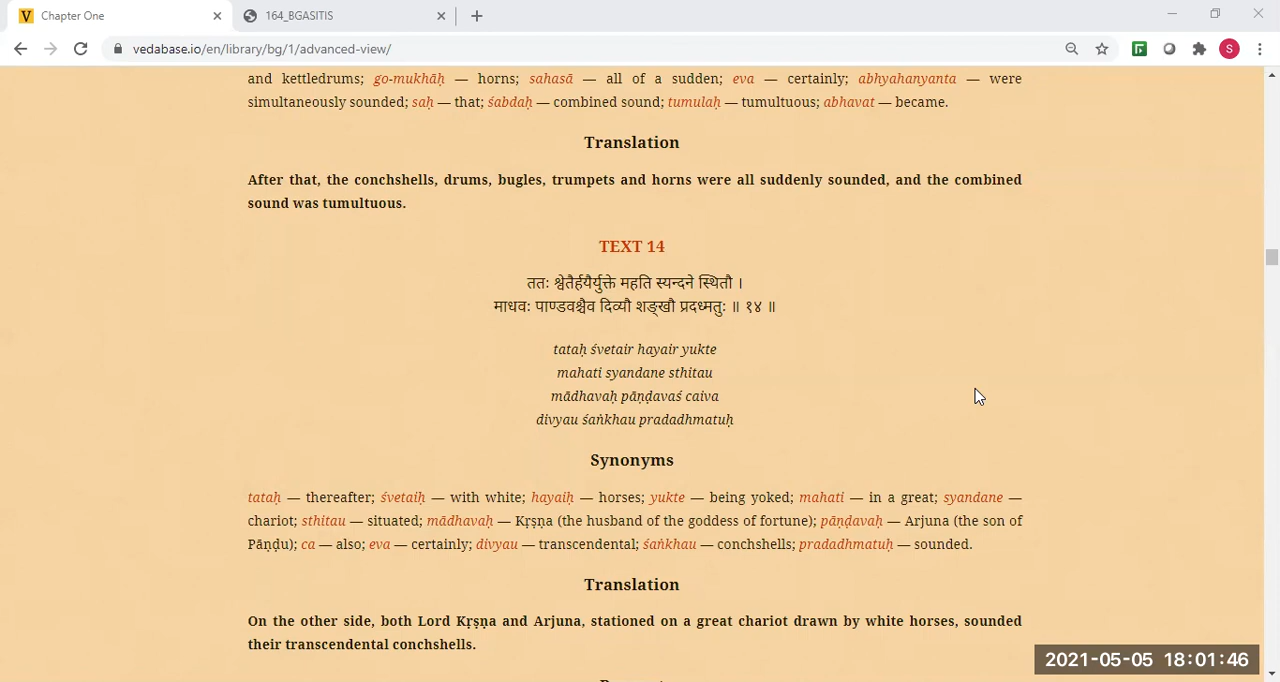 Chapter One
164_BGASITIS
vedabase.io/en/library/bg/1/advanced-view/
S
and kettledrums; go-mukhāḥ — horns; sahasā — all of a sudden; eva — certainly; abhyahanyanta — were
simultaneously sounded; saḥ — that; śabdaḥ — combined sound; tumulaḥ — tumultuous; abhavat — became.
Translation
After that, the conchshells, drums, bugles, trumpets and horns were all suddenly sounded, and the combined
sound was tumultuous.
TEXT 14
ततः श्वेतैर्हयैर्युक्ते महति स्यन्दने स्थितौ ।
माधवः पाण्डवश्चैव दिव्यौ शङ्खौ प्रदध्मतुः ॥ १४ ॥
tataḥ śvetair hayair yukte
mahati syandane sthitau
mādhavaḥ pāṇḍavaś caiva
divyau śaṅkhau pradadhmatuḥ
Synonyms
tataḥ — thereafter; śvetaiḥ — with white; hayaiḥ — horses; yukte — being yoked; mahati — in a great; syandane —
chariot; sthitau — situated; mādhavaḥ — Kṛṣṇa (the husband of the goddess of fortune); pāṇḍavaḥ — Arjuna (the son of
Pāṇḍu); ca — also; eva — certainly; divyau — transcendental; śaṅkhau — conchshells; pradadhmatuḥ — sounded.
Translation
On the other side, both Lord Kṛṣṇa and Arjuna, stationed on a great chariot drawn by white horses, sounded
their transcendental conchshells.
2021-05-05 18:01:46